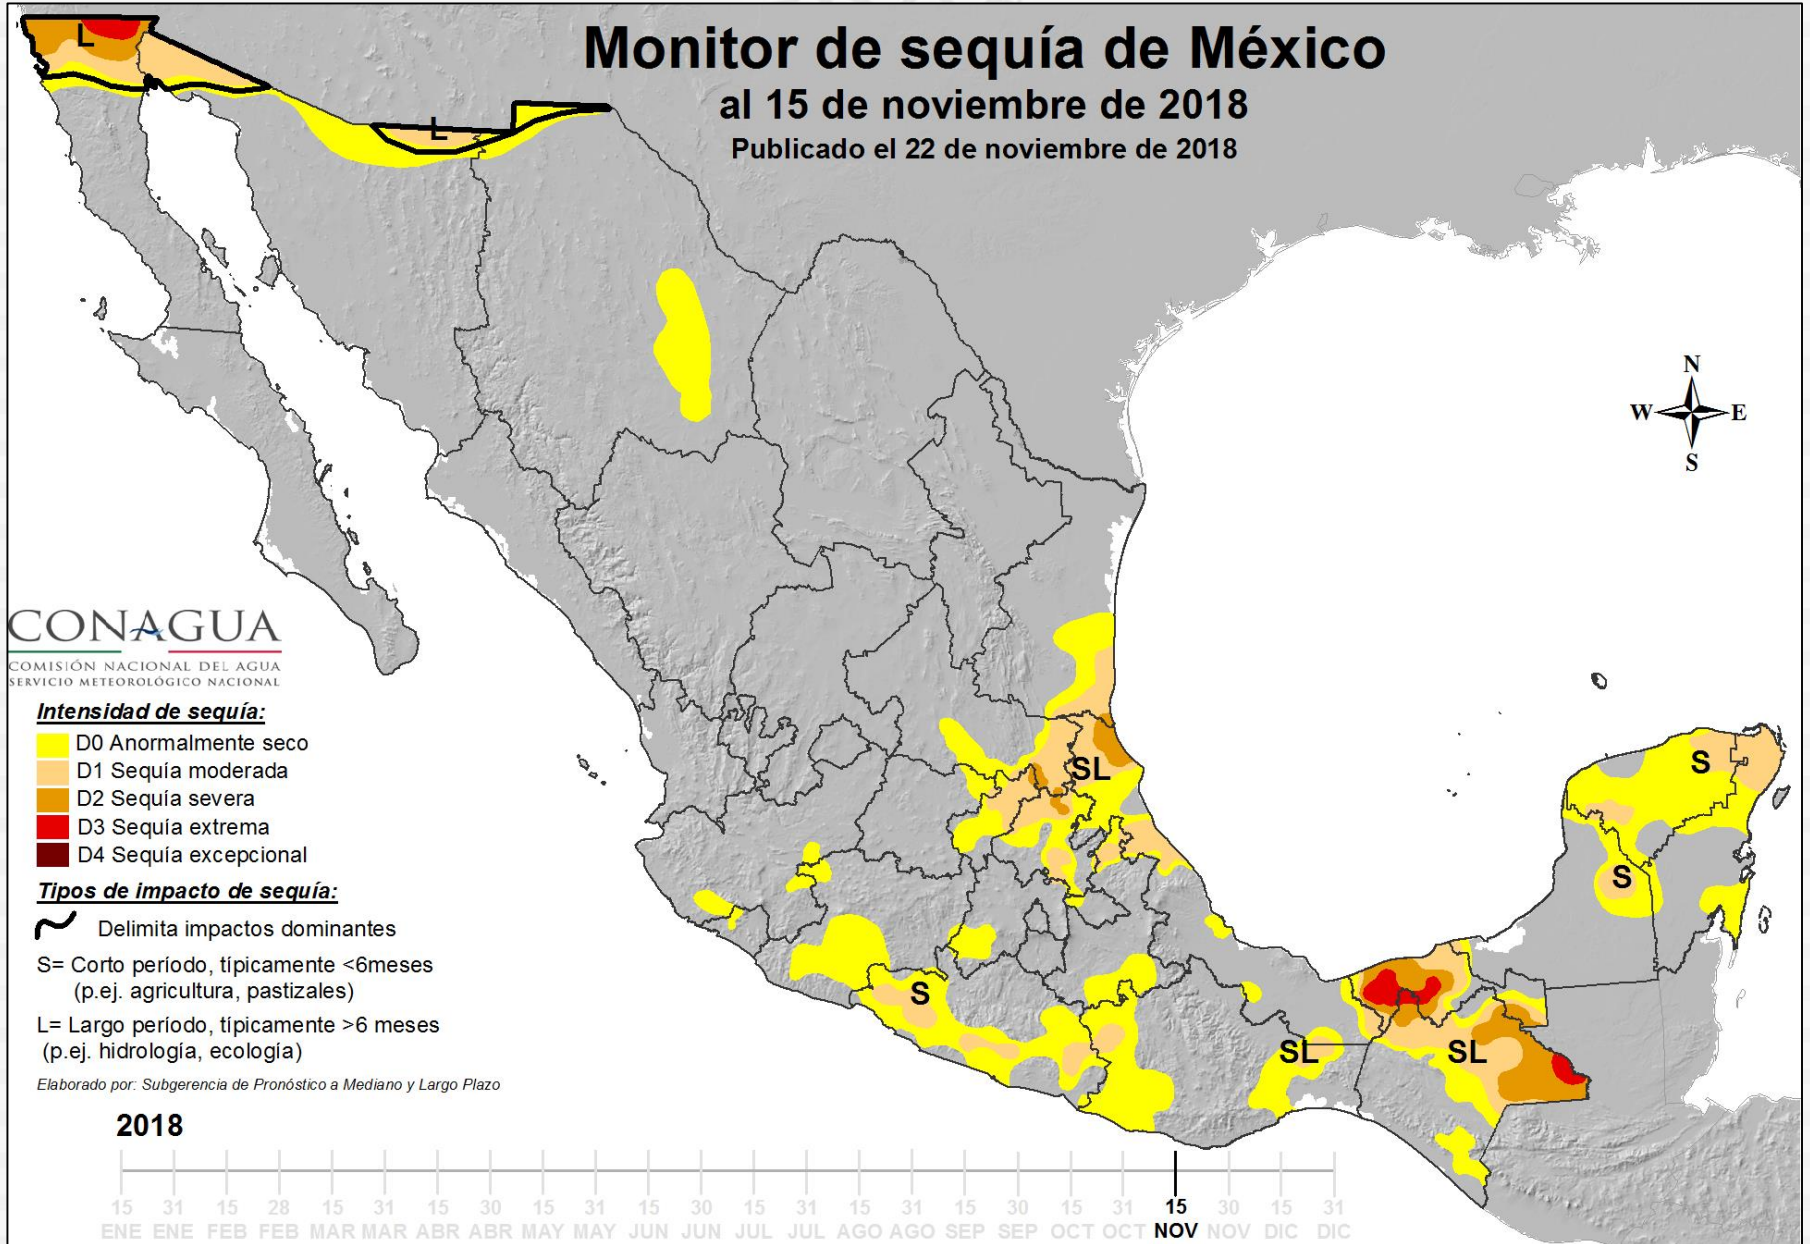 Monitor de sequía de México
al 15 de noviembre de 2018
Publicado el 22 de noviembre de 2018
L
L
N
W E
S
CONAGUA
COMISIÓN NACIONAL DEL AGUA
SERVICIO METEOROLÓGICO NACIONAL
Intensidad de sequía:
D0 Anormalmente seco
D1 Sequía moderada
D2 Sequía severa
D3 Sequía extrema
D4 Sequía excepcional
Tipos de impacto de sequía:
Delimita impactos dominantes
S= Corto período, típicamente <6meses
(p.ej. agricultura, pastizales)
L= Largo período, típicamente >6 meses
(p.ej. hidrología, ecología)
Elaborado por: Subgerencia de Pronóstico a Mediano y Largo Plazo
SL
S
S
S
SL
SL
2018
15 31 15 28 15 31 15 30 15 31 15 30 15 31 15 31 15 30 15 31 15 30 15 31
ENE ENE FEB FEB MAR MAR ABR ABR MAY MAY JUN JUN JUL JUL AGO AGO SEP SEP OCT OCT NOV NOV DIC DIC